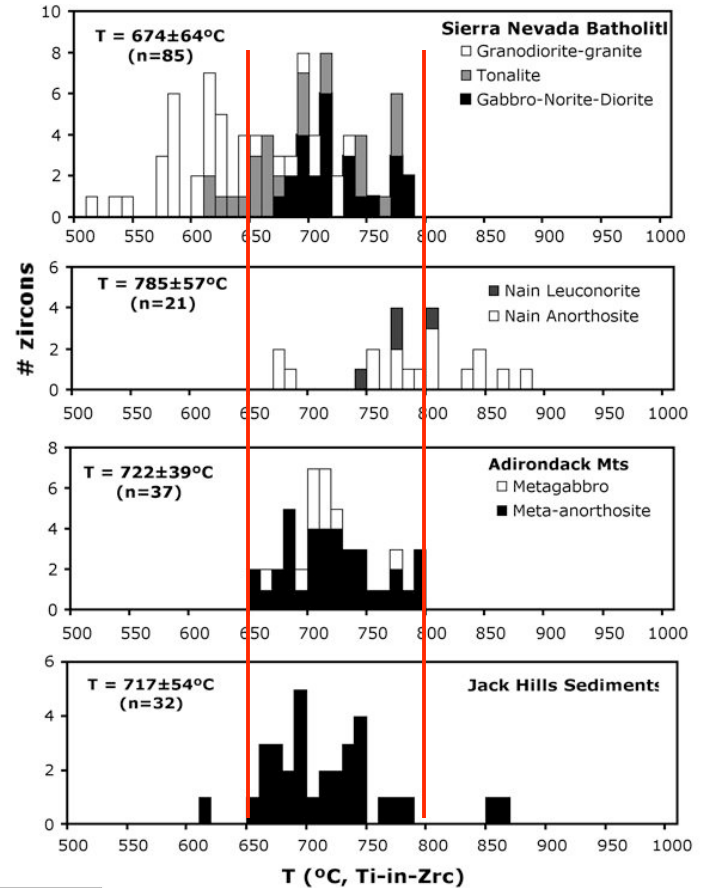 10
8
6
4
2
0
T = 674±64ºC
(n=85)
Sierra Nevada Batholitl
Granodiorite-granite
Tonalite
Gabbro-Norite-Diorite
500 550 600 650 700 750 800 850 900 950 1000
# zircons
6
4
2
0
T = 785±57ºC
(n=21)
Nain Leuconorite
Nain Anorthosite
500 550 600 650 700 750 800 850 900 950 1000
8
6
4
2
0
T = 722±39ºC
(n=37)
Adirondack Mts
Metagabbro
Meta-anorthosite
500 550 600 650 700 750 800 850 900 950 1000
6
4
2
0
T = 717±54ºC
(n=32)
Jack Hills Sediments
500 550 600 650 700 750 800 850 900 950 1000
T (ºC, Ti-in-Zrc)